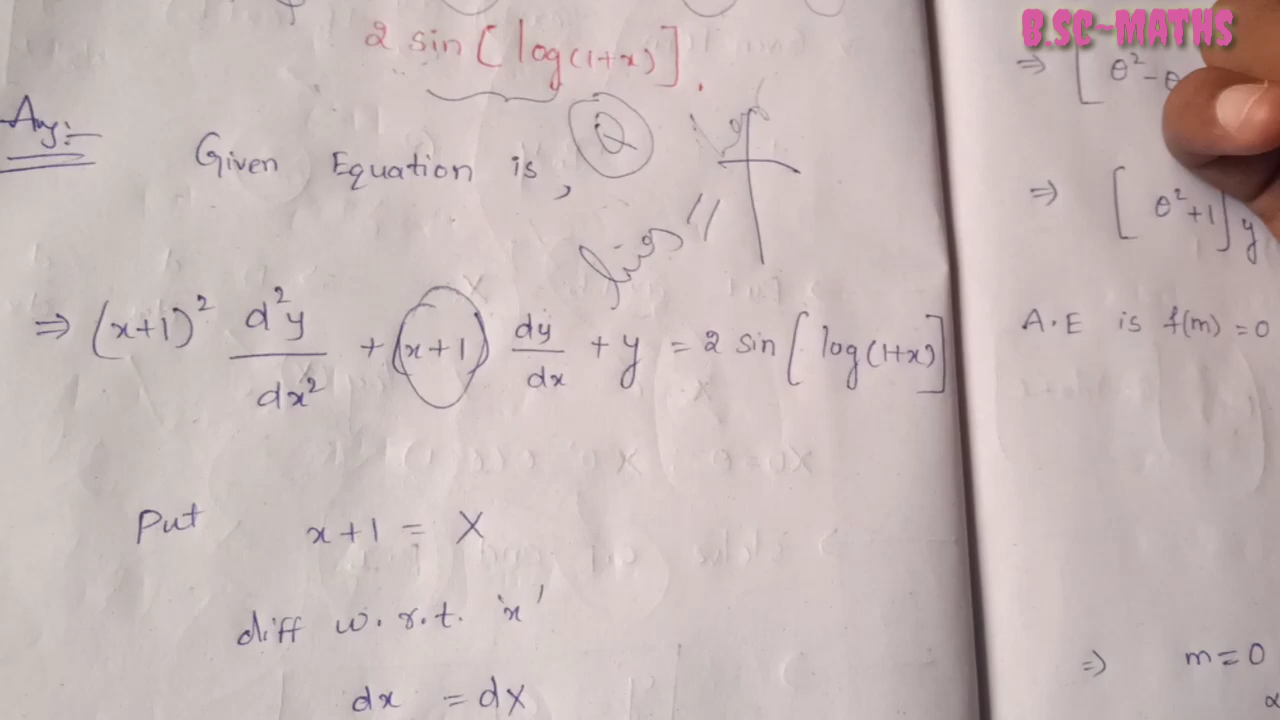 B.SC-MATHS
2 sin [log(1+x)].
Ans:-
Given Equation is,
⇒ (x+1)² d²y/dx² + (x+1) dy/dx + y = 2 sin [log(1+x)]
Put x+1 = X
diff w.r.t. 'x'
dx = dX
⇒ [θ²-θ
⇒ [θ²+1]y
A.E is f(m) = 0
⇒ m = 0